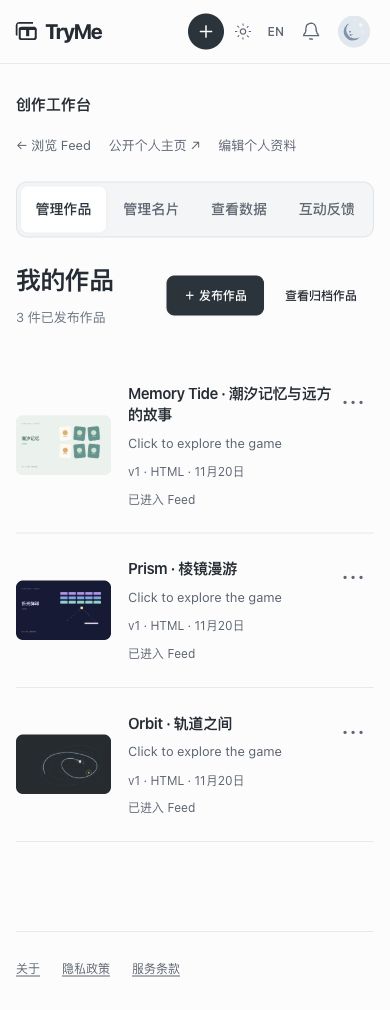 TryMe
EN
创作工作台
← 浏览 Feed 公开个人主页 ↗ 编辑个人资料
管理作品 管理名片 查看数据 互动反馈
我的作品
3 件已发布作品
+ 发布作品
查看归档作品
Memory Tide · 潮汐记忆与远方
的故事
Click to explore the game
v1 · HTML · 11月20日
已进入 Feed
潮汐记忆
Prism · 棱镜漫游
Click to explore the game
v1 · HTML · 11月20日
已进入 Feed
Orbit · 轨道之间
Click to explore the game
v1 · HTML · 11月20日
已进入 Feed
关于 隐私政策 服务条款